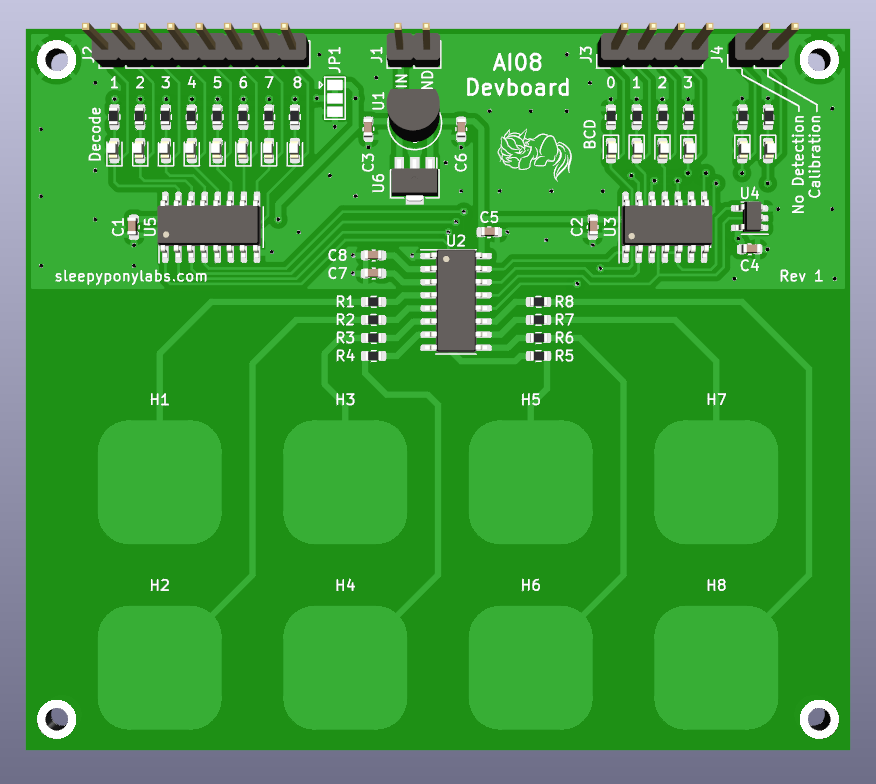 J2
JP1
J1
J3
J4
AI08
Devboard
1 2 3 4 5 6 7 8
IN
ND
0 1 2 3
U1
Decode
C3
C6
BCD
No Detection
Calibration
U6
U4
C1
U5
C5
C2
U3
U2
C8
C7
C4
sleepyponylabs.com
Rev 1
R1
R2
R3
R4
R8
R7
R6
R5
H1
H3
H5
H7
H2
H4
H6
H8